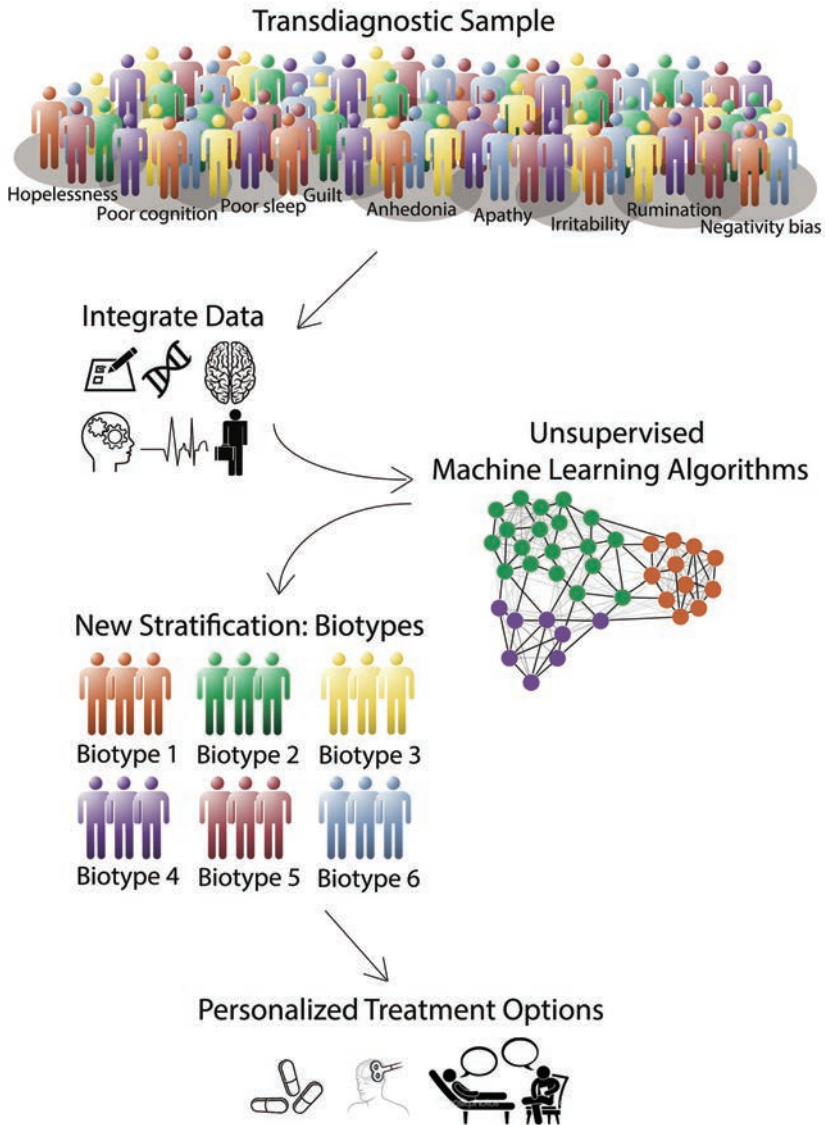 Transdiagnostic Sample
Hopelessness
Poor cognition
Poor sleep
Guilt
Anhedonia
Apathy
Irritability
Rumination
Negativity bias
Integrate Data
Unsupervised
Machine Learning Algorithms
New Stratification: Biotypes
Biotype 1
Biotype 2
Biotype 3
Biotype 4
Biotype 5
Biotype 6
Personalized Treatment Options